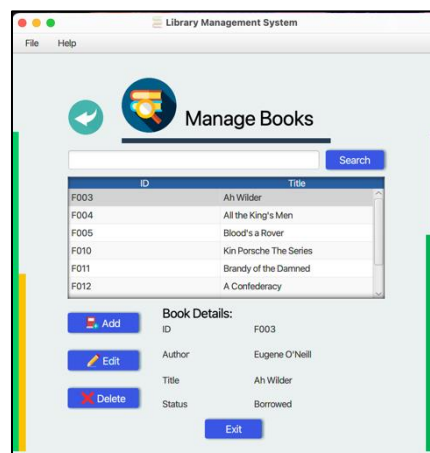 Library Management System
File Help
Manage Books
Search
ID Title
F003 Ah Wilder
F004 All the King's Men
F005 Blood's a Rover
F010 Kin Porsche The Series
F011 Brandy of the Damned
F012 A Confederacy
Add
Edit
Delete
Book Details:
ID F003
Author Eugene O'Neill
Title Ah Wilder
Status Borrowed
Exit